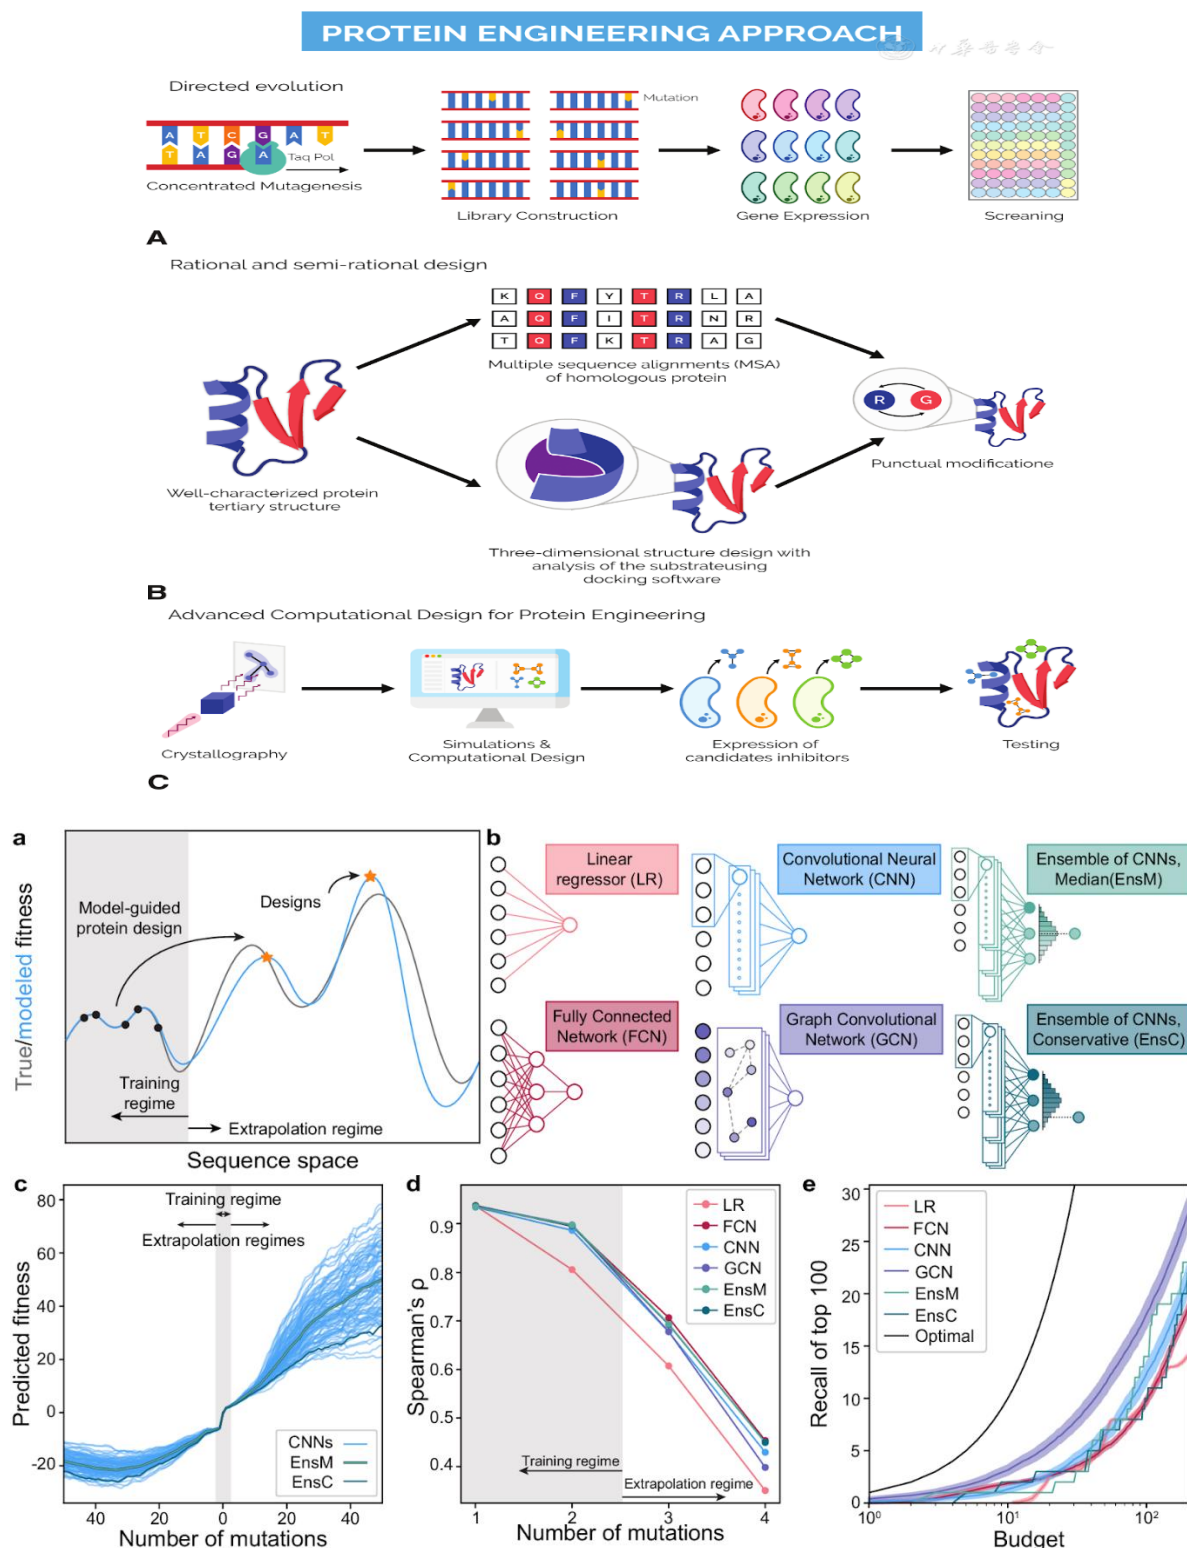 PROTEIN ENGINEERING APPROACH
Directed evolution
A T C G A T
T A G A
Taq Pol
Concentrated Mutagenesis
Mutation
Library Construction
Gene Expression
Screaning
A
Rational and semi-rational design
K Q F Y T R L A
A Q F I T R N R
T Q F K T R A G
Multiple sequence alignments (MSA)
of homologous protein
R G
Punctual modificatione
Well-characterized protein
tertiary structure
Three-dimensional structure design with
analysis of the substrateusing
docking software
B
Advanced Computational Design for Protein Engineering
Crystallography
Simulations &
Computational Design
Expression of
candidates inhibitors
Testing
C
a
True/modeled fitness
Model-guided
protein design
Designs
Training
regime
Extrapolation regime
Sequence space
b
Linear
regressor (LR)
Convolutional Neural
Network (CNN)
Ensemble of CNNs,
Median(EnsM)
Fully Connected
Network (FCN)
Graph Convolutional
Network (GCN)
Ensemble of CNNs,
Conservative (EnsC)
c
Predicted fitness
80
60
40
20
0
-20
Training regime
Extrapolation regimes
CNNs
EnsM
EnsC
40 20 0 20 40
Number of mutations
d
Spearman's ρ
0.9
0.8
0.7
0.6
0.5
0.4
LR
FCN
CNN
GCN
EnsM
EnsC
Training regime
Extrapolation regime
1 2 3 4
Number of mutations
e
Recall of top 100
30
25
20
15
10
5
0
LR
FCN
CNN
GCN
EnsM
EnsC
Optimal
10⁰ 10¹ 10²
Budget